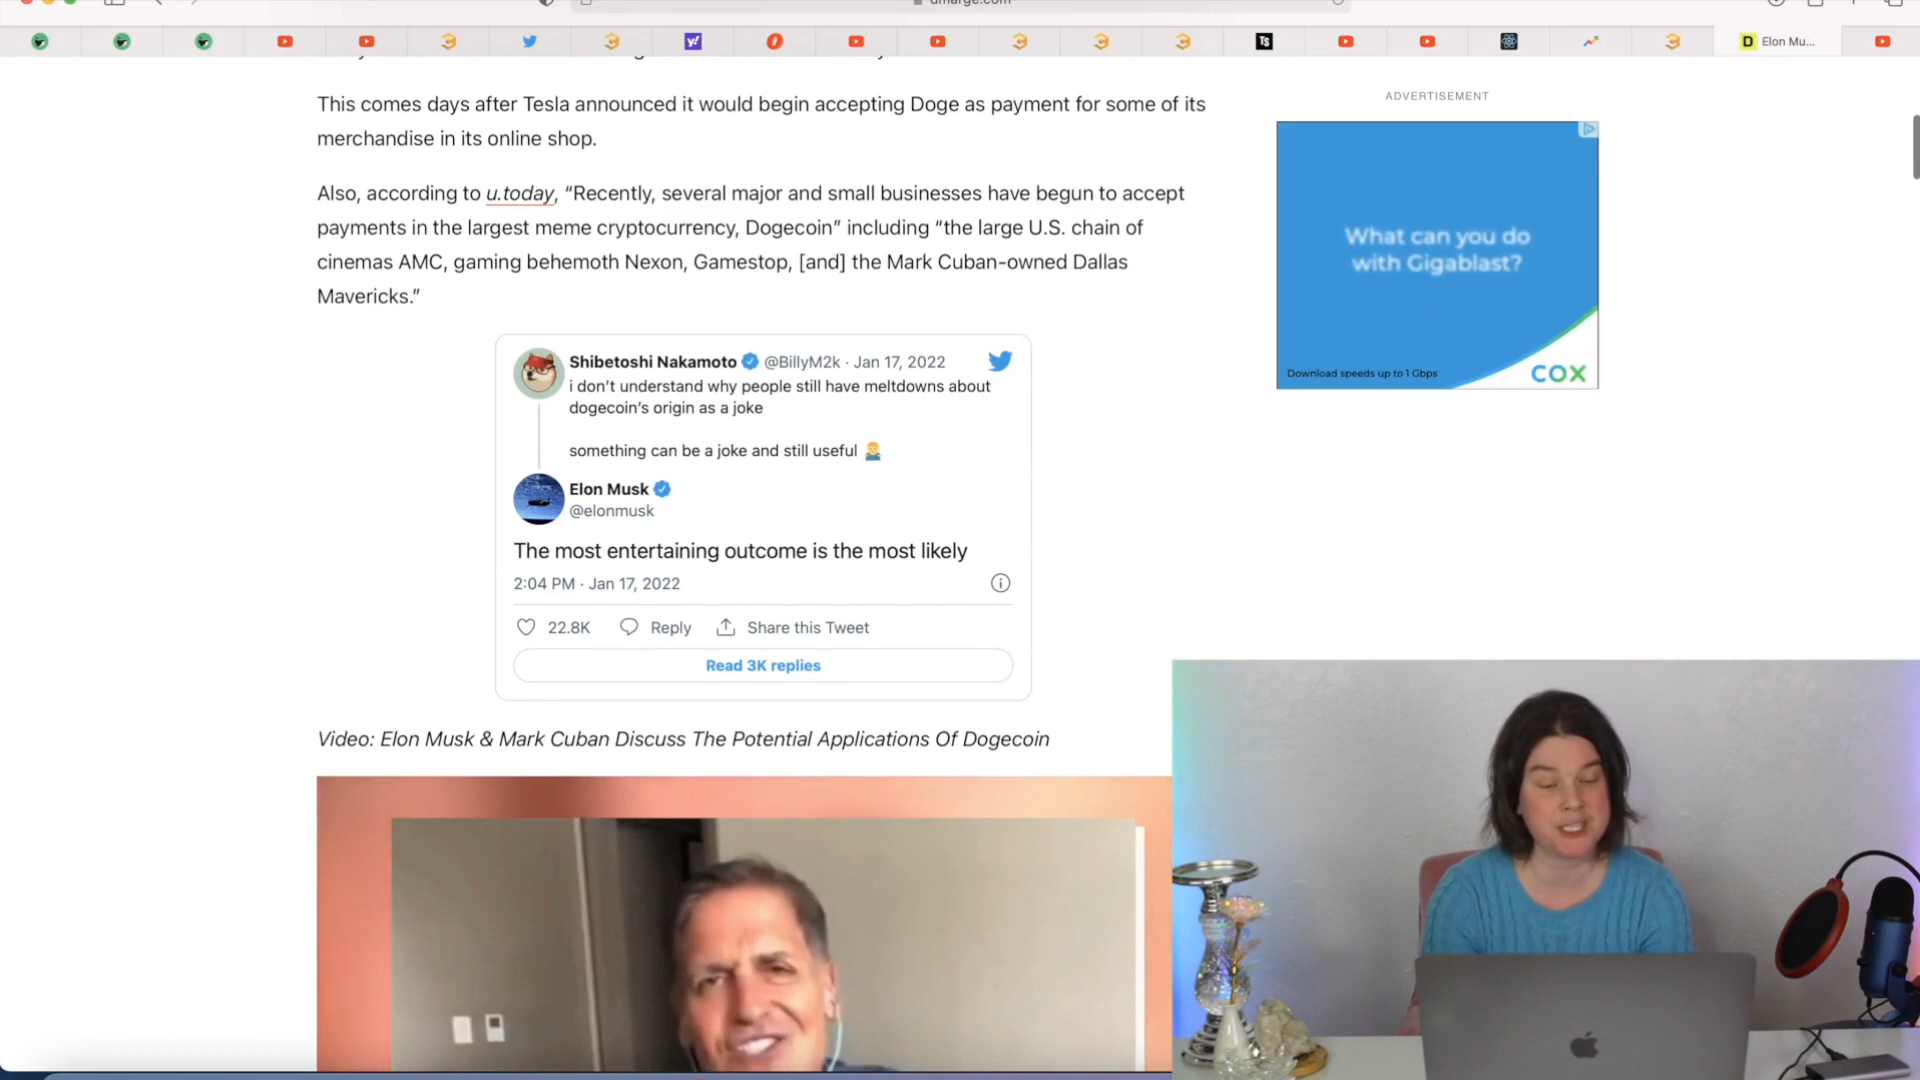 dmarge.com
Elon Mu...
This comes days after Tesla announced it would begin accepting Doge as payment for some of its
merchandise in its online shop.
Also, according to u.today, “Recently, several major and small businesses have begun to accept
payments in the largest meme cryptocurrency, Dogecoin” including “the large U.S. chain of
cinemas AMC, gaming behemoth Nexon, Gamestop, [and] the Mark Cuban-owned Dallas
Mavericks.”
ADVERTISEMENT
What can you do
with Gigablast?
Download speeds up to 1 Gbps
COX
Shibetoshi Nakamoto @BillyM2k · Jan 17, 2022
i don’t understand why people still have meltdowns about
dogecoin’s origin as a joke
something can be a joke and still useful 🤷‍♂️
Elon Musk
@elonmusk
The most entertaining outcome is the most likely
2:04 PM · Jan 17, 2022
22.8K Reply Share this Tweet
Read 3K replies
Video: Elon Musk & Mark Cuban Discuss The Potential Applications Of Dogecoin